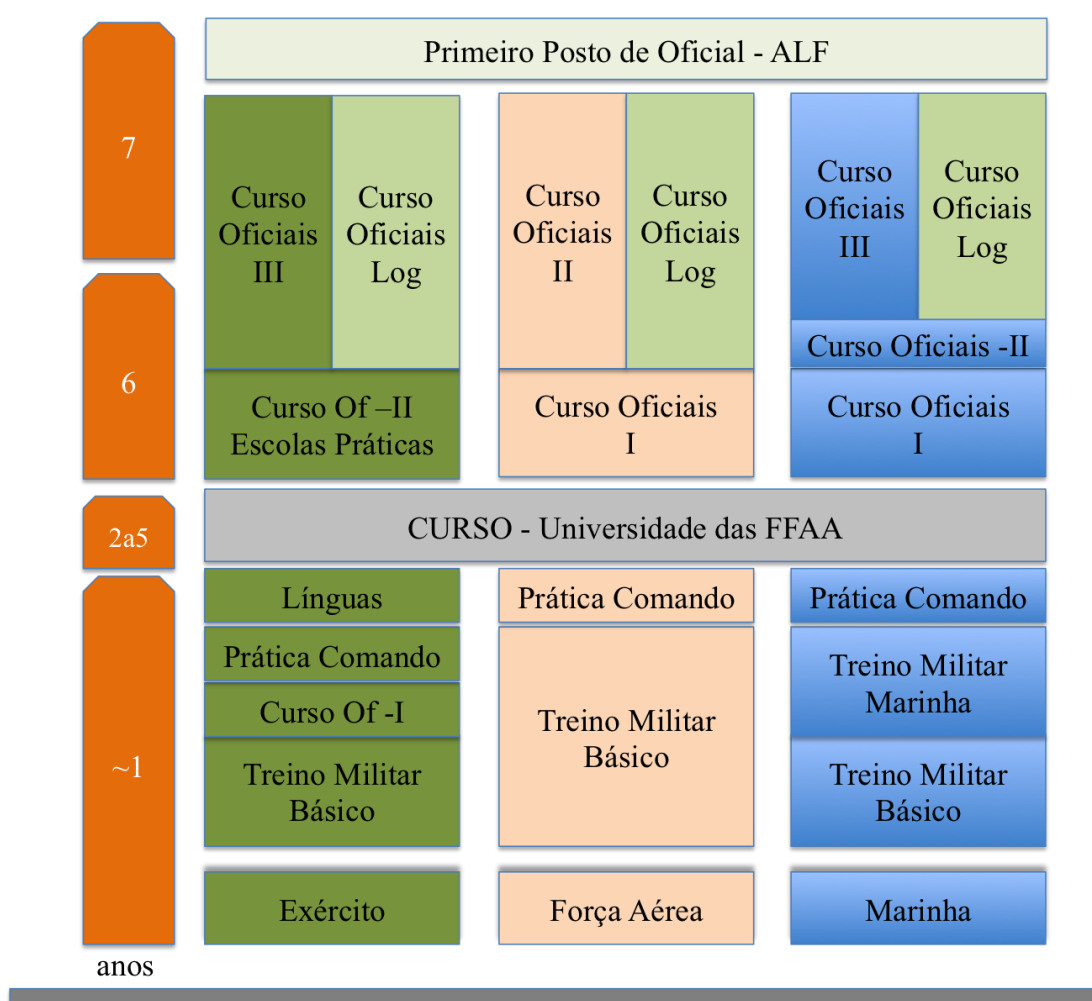 Primeiro Posto de Oficial - ALF
7
Curso
Oficiais
III
Curso
Oficiais
Log
Curso
Oficiais
II
Curso
Oficiais
Log
Curso
Oficiais
III
Curso
Oficiais
Log
Curso Oficiais -II
6
Curso Of –II
Escolas Práticas
Curso Oficiais
I
Curso Oficiais
I
2a5
CURSO - Universidade das FFAA
~1
Línguas
Prática Comando
Prática Comando
Prática Comando
Curso Of -I
Treino Militar
Básico
Treino Militar
Marinha
Treino Militar
Básico
Treino Militar
Básico
Exército
Força Aérea
Marinha
anos